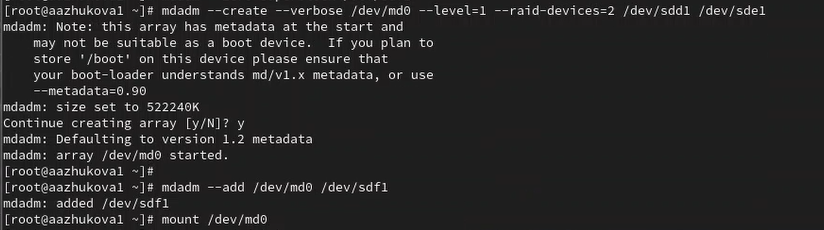 [root@aazhukova1 ~]# mdadm --create --verbose /dev/md0 --level=1 --raid-devices=2 /dev/sdd1 /dev/sde1
mdadm: Note: this array has metadata at the start and
    may not be suitable as a boot device.  If you plan to
    store '/boot' on this device please ensure that
    your boot-loader understands md/v1.x metadata, or use
    --metadata=0.90
mdadm: size set to 522240K
Continue creating array [y/N]? y
mdadm: Defaulting to version 1.2 metadata
mdadm: array /dev/md0 started.
[root@aazhukova1 ~]#
[root@aazhukova1 ~]# mdadm --add /dev/md0 /dev/sdf1
mdadm: added /dev/sdf1
[root@aazhukova1 ~]# mount /dev/md0